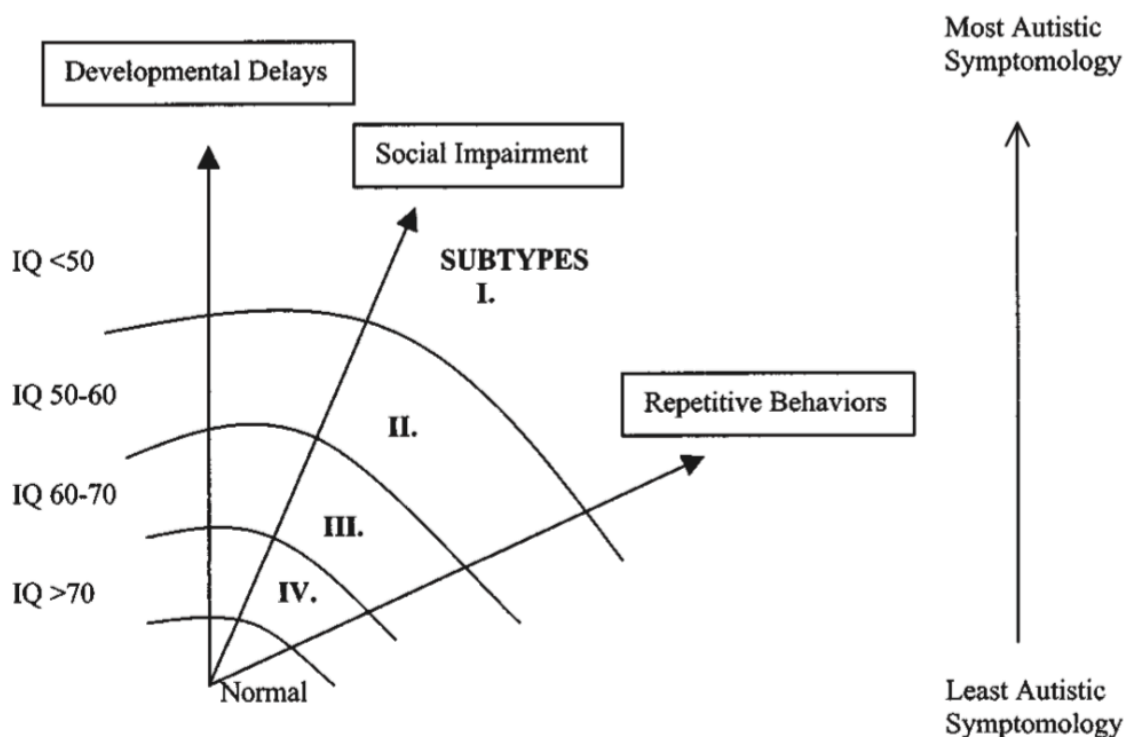 Most Autistic
Symptomology
Developmental Delays
Social Impairment
IQ <50
SUBTYPES
I.
IQ 50-60
Repetitive Behaviors
II.
IQ 60-70
III.
IQ >70
IV.
Normal
Least Autistic
Symptomology